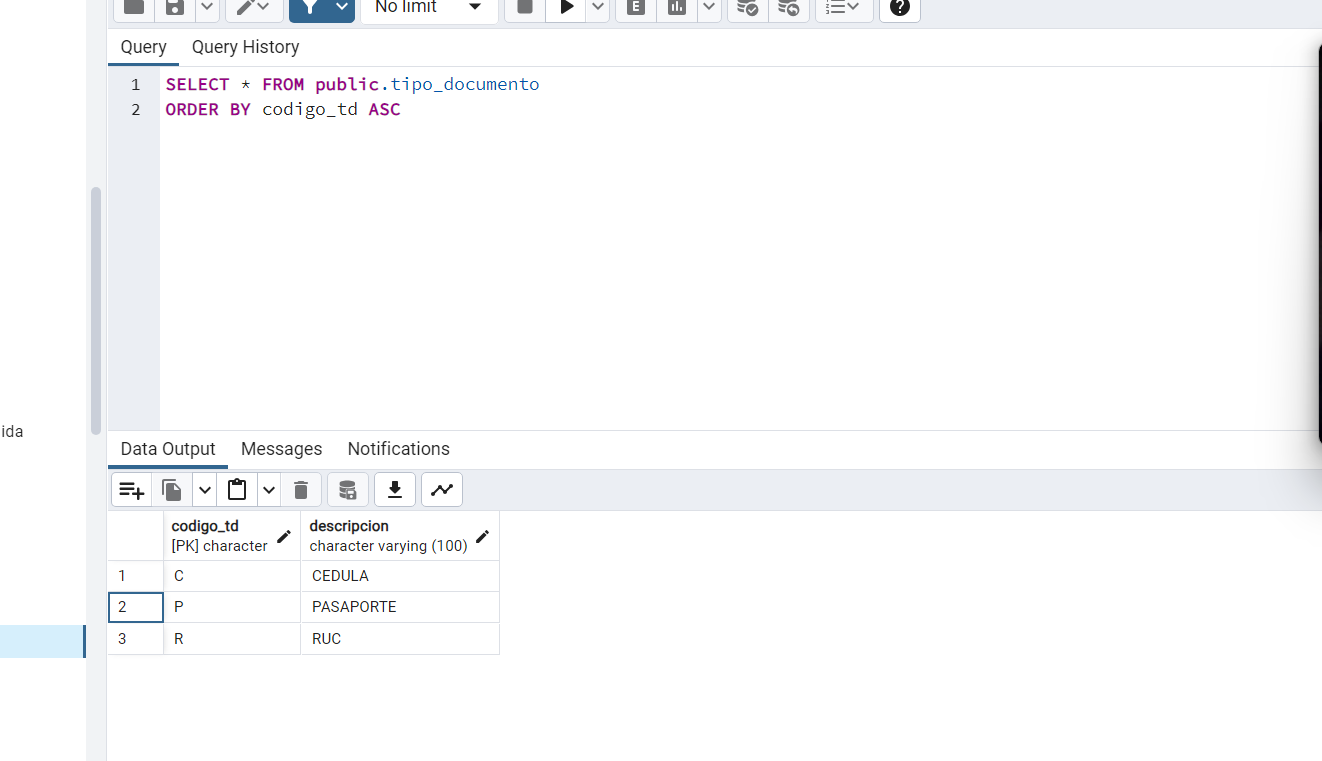 No limit
E
?
Query Query History
1 SELECT * FROM public.tipo_documento
2 ORDER BY codigo_td ASC
ida
Data Output Messages Notifications
codigo_td descripcion
[PK] character character varying (100)
1 C CEDULA
2 P PASAPORTE
3 R RUC